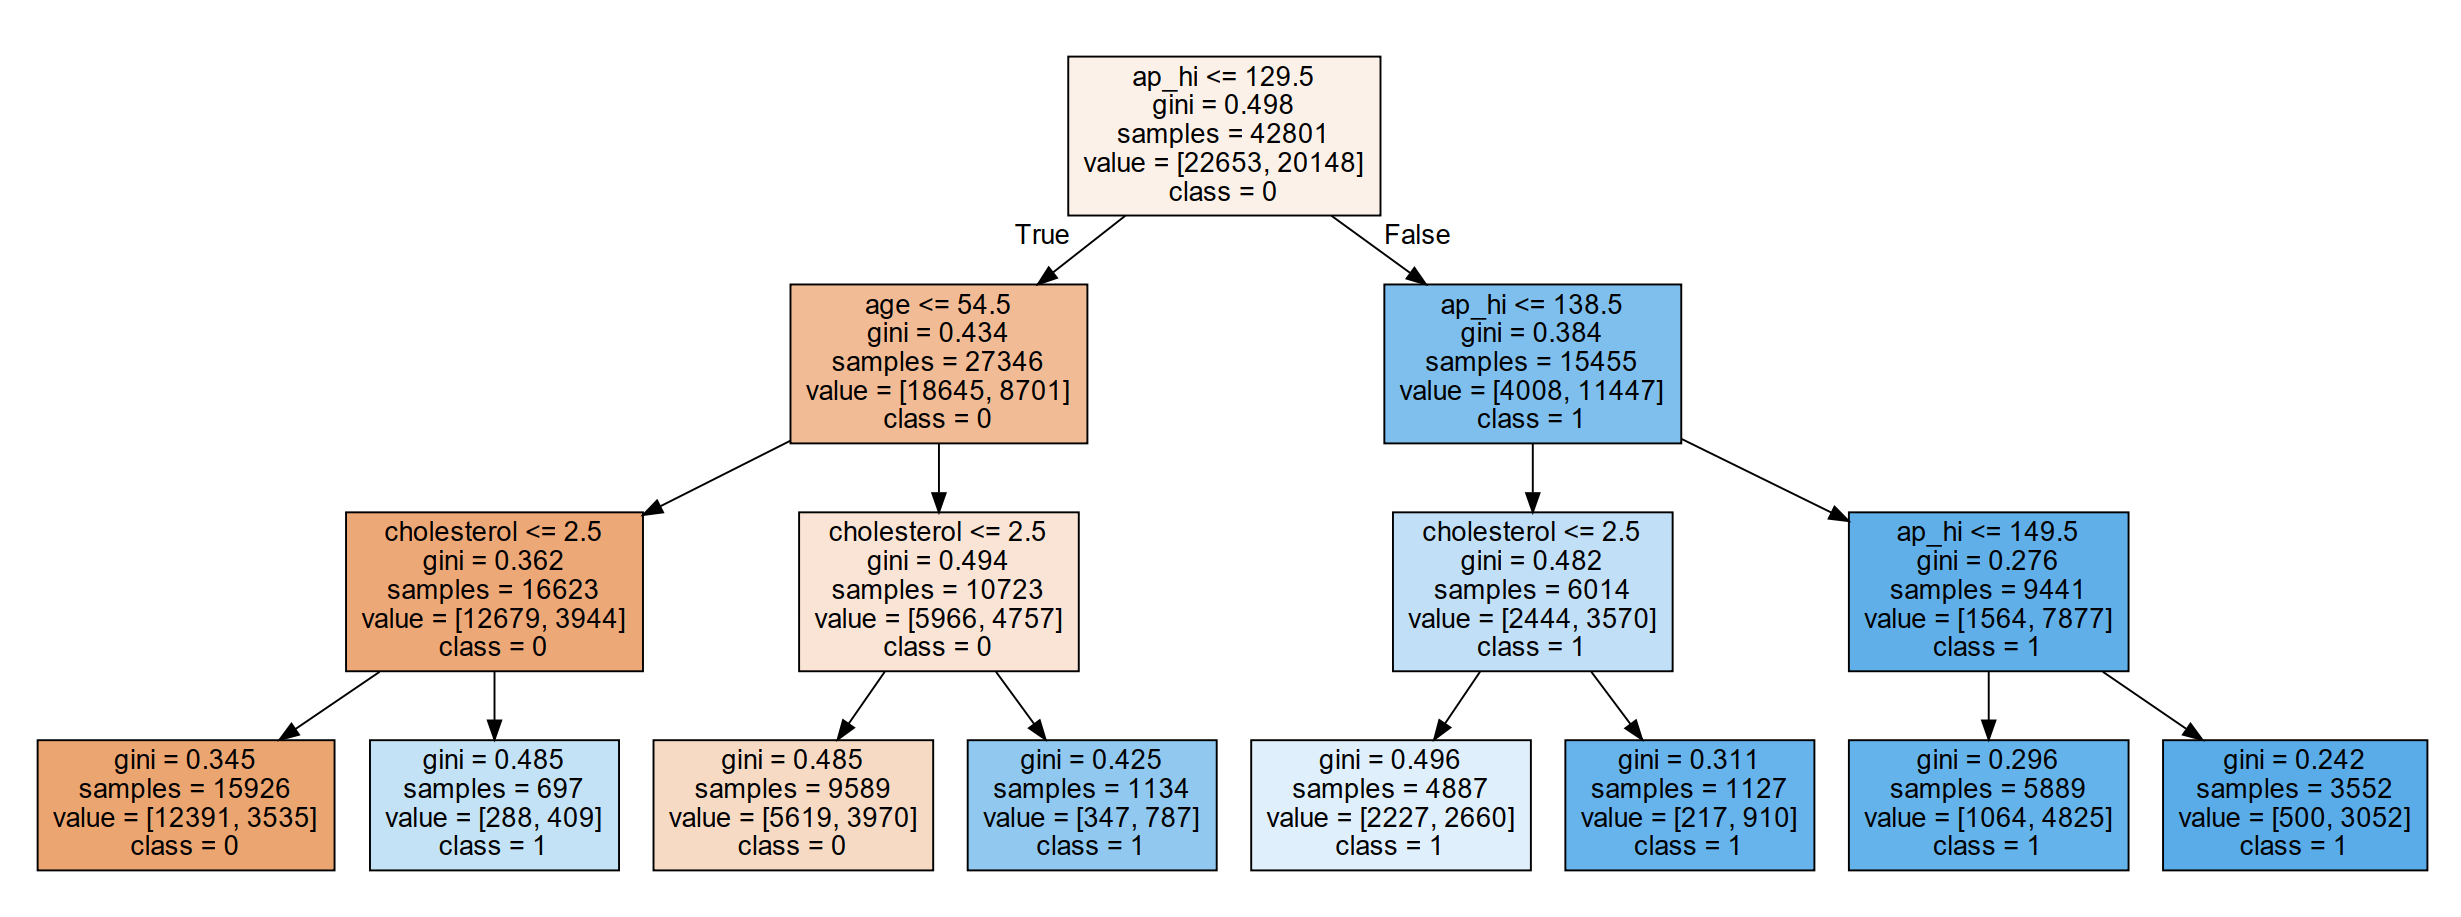 ap_hi <= 129.5
gini = 0.498
samples = 42801
value = [22653, 20148]
class = 0
True
False
age <= 54.5
gini = 0.434
samples = 27346
value = [18645, 8701]
class = 0
ap_hi <= 138.5
gini = 0.384
samples = 15455
value = [4008, 11447]
class = 1
cholesterol <= 2.5
gini = 0.362
samples = 16623
value = [12679, 3944]
class = 0
cholesterol <= 2.5
gini = 0.494
samples = 10723
value = [5966, 4757]
class = 0
cholesterol <= 2.5
gini = 0.482
samples = 6014
value = [2444, 3570]
class = 1
ap_hi <= 149.5
gini = 0.276
samples = 9441
value = [1564, 7877]
class = 1
gini = 0.345
samples = 15926
value = [12391, 3535]
class = 0
gini = 0.485
samples = 697
value = [288, 409]
class = 1
gini = 0.485
samples = 9589
value = [5619, 3970]
class = 0
gini = 0.425
samples = 1134
value = [347, 787]
class = 1
gini = 0.496
samples = 4887
value = [2227, 2660]
class = 1
gini = 0.311
samples = 1127
value = [217, 910]
class = 1
gini = 0.296
samples = 5889
value = [1064, 4825]
class = 1
gini = 0.242
samples = 3552
value = [500, 3052]
class = 1